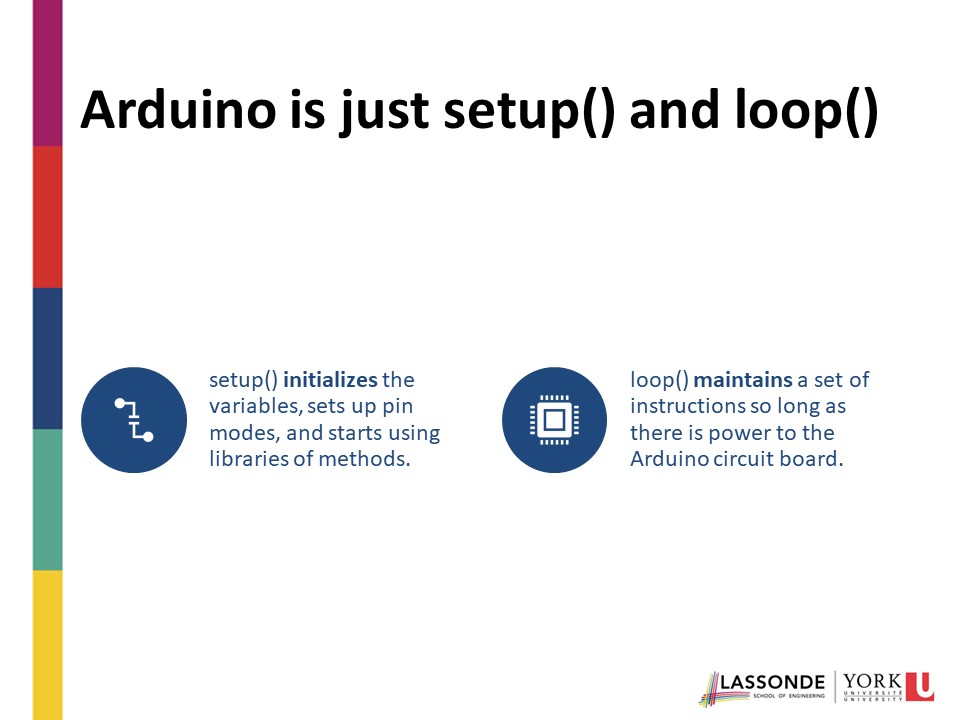 Arduino is just setup() and loop()
setup() initializes the
variables, sets up pin
modes, and starts using
libraries of methods.
loop() maintains a set of
instructions so long as
there is power to the
Arduino circuit board.
LASSONDE
SCHOOL OF ENGINEERING
YORK U
UNIVERSITÉ
UNIVERSITY